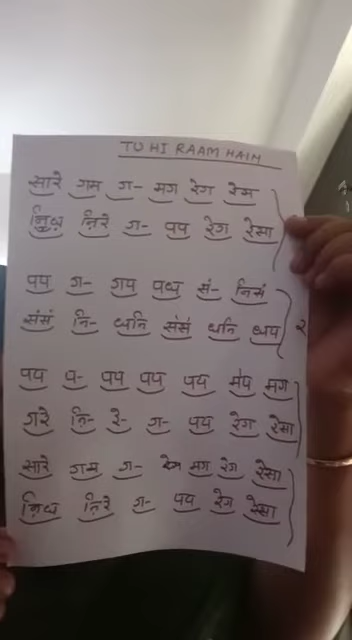 TU HI RAAM HAIN
सारे गम ग- मग रेग रेम
ऩिध़ ऩिरे ग- पप रेग रेसा
पप ग- गप पध सं- निसं
संसं नि- धनि संसं धनि धप
२
पप प- पप पप पप मंप मग
गरे नि- रे- ग- पप रेग रेसा
सारे गम ग- मग रेग रेसा
ऩिध ऩिरे ग- पप रेग रेसा